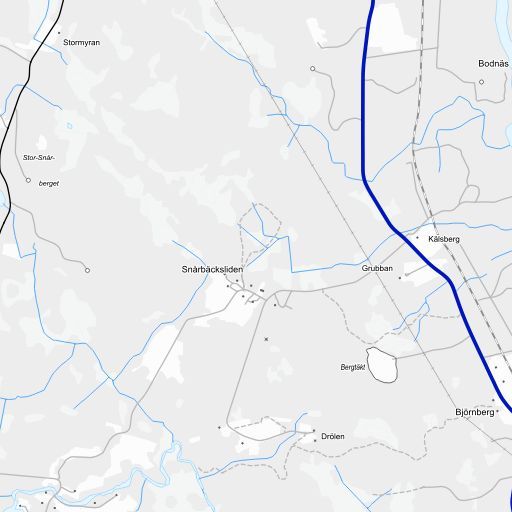 Stormyran
Bodnäs
Stor-Snår-
berget
Kälsberg
Snårbäcksliden
Grubban
Bergtäkt
Björnberg
Drölen